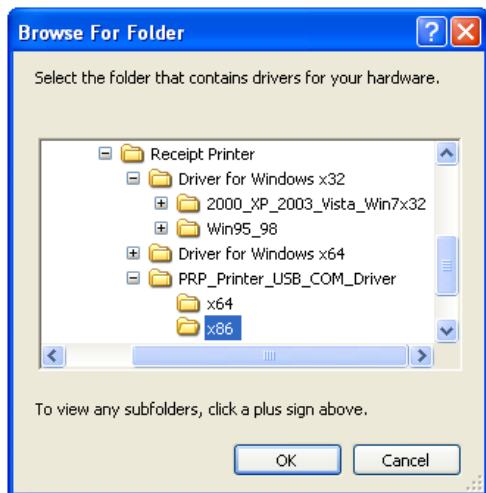 Browse For Folder
Select the folder that contains drivers for your hardware.
Receipt Printer
Driver for Windows x32
2000_XP_2003_Vista_Win7x32
Win95_98
Driver for Windows x64
PRP_Printer_USB_COM_Driver
x64
x86
To view any subfolders, click a plus sign above.
OK Cancel